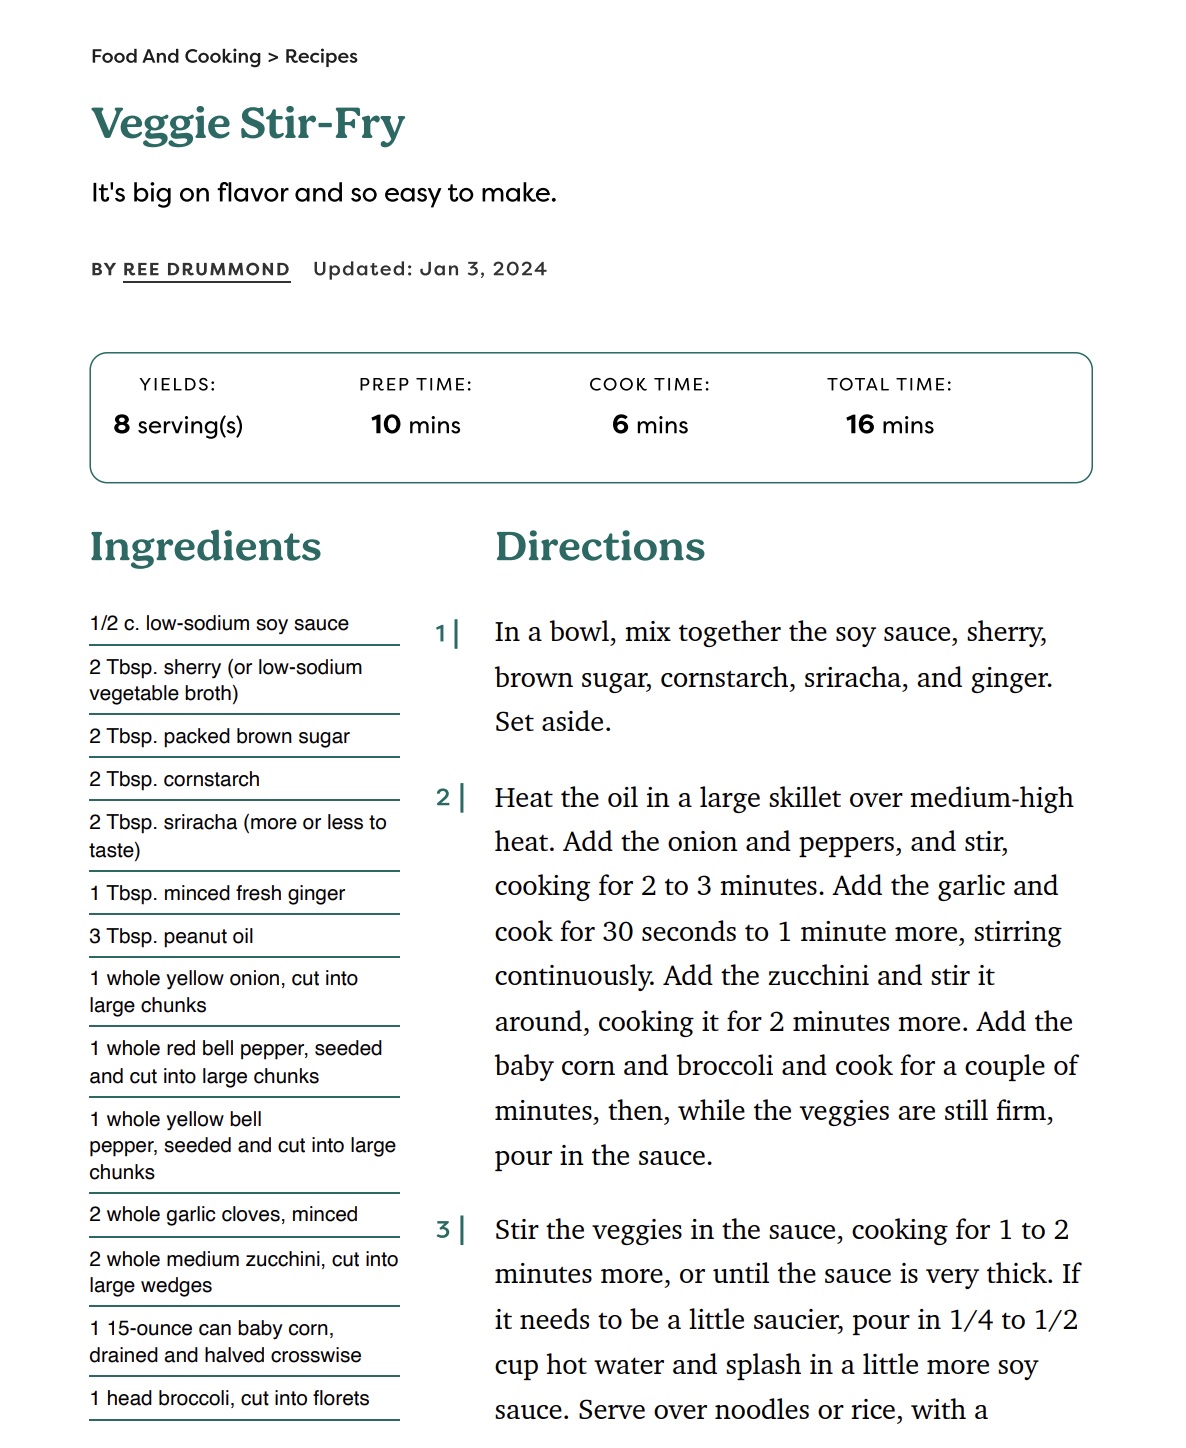 Food And Cooking > Recipes
Veggie Stir-Fry
It's big on flavor and so easy to make.
BY REE DRUMMOND Updated: Jan 3, 2024
YIELDS: PREP TIME: COOK TIME: TOTAL TIME:
8 serving(s) 10 mins 6 mins 16 mins
Ingredients
1/2 c. low-sodium soy sauce
2 Tbsp. sherry (or low-sodium
vegetable broth)
2 Tbsp. packed brown sugar
2 Tbsp. cornstarch
2 Tbsp. sriracha (more or less to
taste)
1 Tbsp. minced fresh ginger
3 Tbsp. peanut oil
1 whole yellow onion, cut into
large chunks
1 whole red bell pepper, seeded
and cut into large chunks
1 whole yellow bell
pepper, seeded and cut into large
chunks
2 whole garlic cloves, minced
2 whole medium zucchini, cut into
large wedges
1 15-ounce can baby corn,
drained and halved crosswise
1 head broccoli, cut into florets
Directions
1 | In a bowl, mix together the soy sauce, sherry,
brown sugar, cornstarch, sriracha, and ginger.
Set aside.
2 | Heat the oil in a large skillet over medium-high
heat. Add the onion and peppers, and stir,
cooking for 2 to 3 minutes. Add the garlic and
cook for 30 seconds to 1 minute more, stirring
continuously. Add the zucchini and stir it
around, cooking it for 2 minutes more. Add the
baby corn and broccoli and cook for a couple of
minutes, then, while the veggies are still firm,
pour in the sauce.
3 | Stir the veggies in the sauce, cooking for 1 to 2
minutes more, or until the sauce is very thick. If
it needs to be a little saucier, pour in 1/4 to 1/2
cup hot water and splash in a little more soy
sauce. Serve over noodles or rice, with a